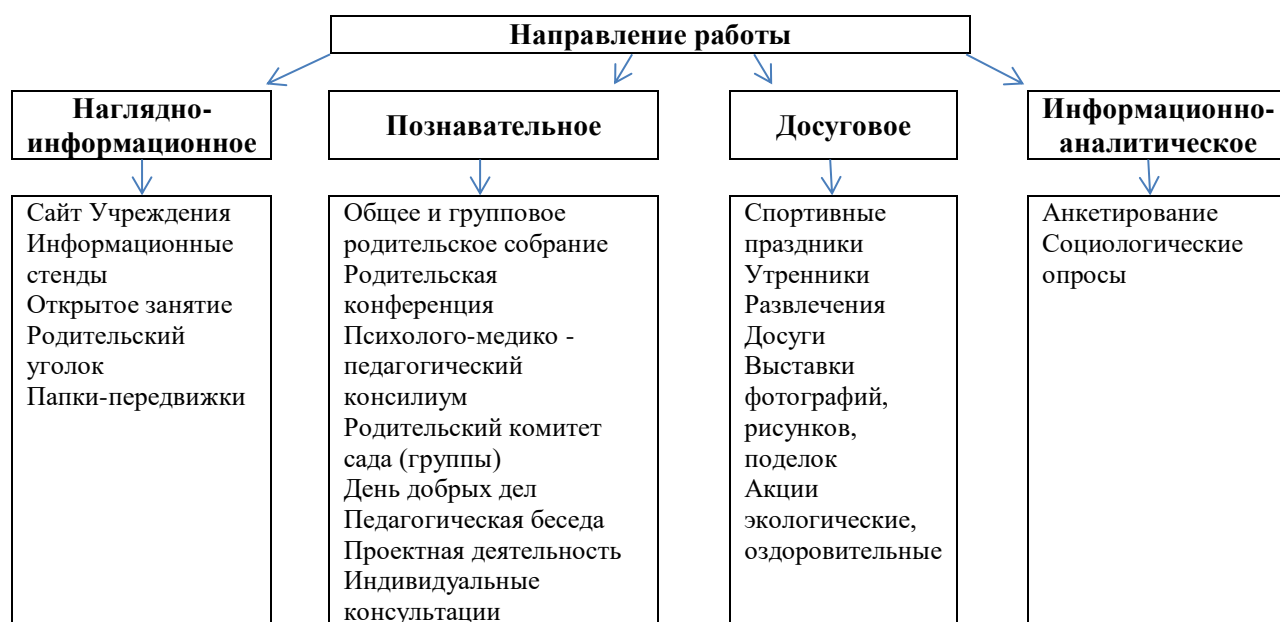 Направление работы
Наглядно-
информационное
Познавательное
Досуговое
Информационно-
аналитическое
Сайт Учреждения
Информационные
стенды
Открытое занятие
Родительский
уголок
Папки-передвижки
Общее и групповое
родительское собрание
Родительская
конференция
Психолого-медико -
педагогический
консилиум
Родительский комитет
сада (группы)
День добрых дел
Педагогическая беседа
Проектная деятельность
Индивидуальные
консультации
Спортивные
праздники
Утренники
Развлечения
Досуги
Выставки
фотографий,
рисунков,
поделок
Акции
экологические,
оздоровительные
Анкетирование
Социологические
опросы